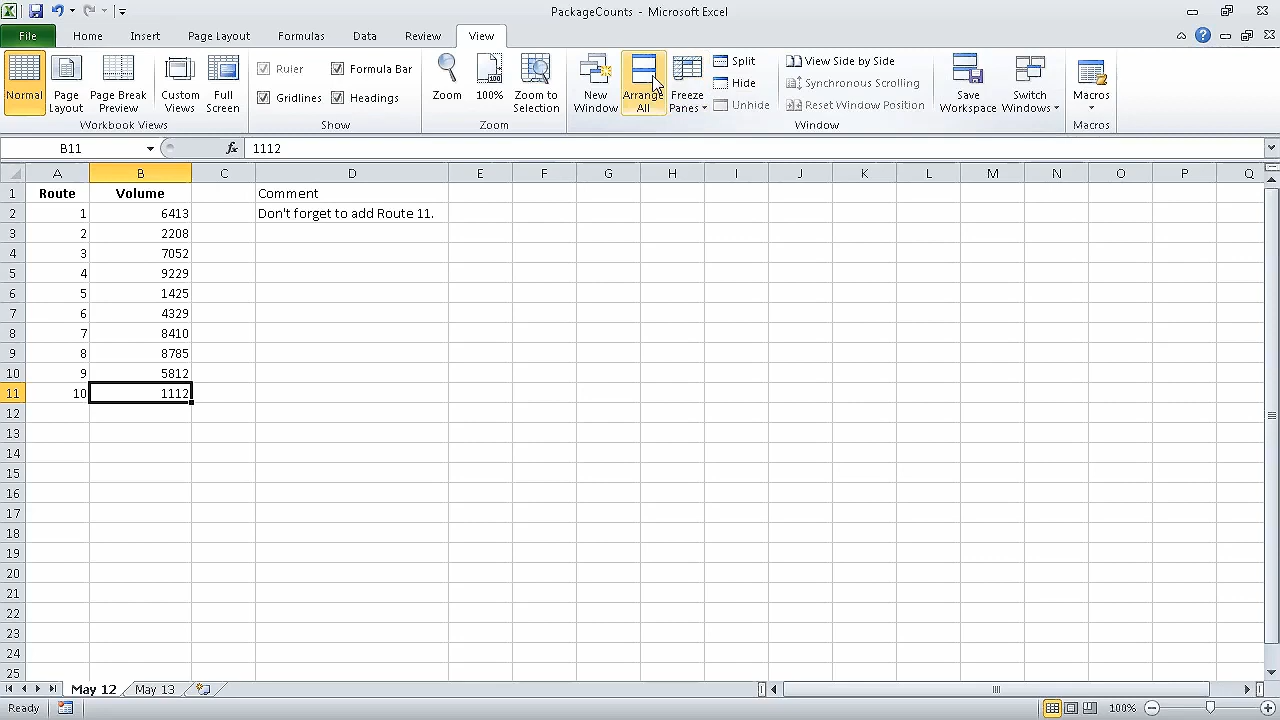 PackageCounts - Microsoft Excel
File Home Insert Page Layout Formulas Data Review View
Normal Page Layout Page Break Preview Custom Views Full Screen
Workbook Views
Ruler Formula Bar
Gridlines Headings
Show
Zoom 100% Zoom to Selection
Zoom
New Window Arrange All Freeze Panes
Split
Hide
Unhide
View Side by Side
Synchronous Scrolling
Reset Window Position
Save Workspace Switch Windows
Window
Macros
Macros
B11 fx 1112
A B C D E F G H I J K L M N O P Q
1 Route Volume Comment
2 1 6413 Don't forget to add Route 11.
3 2 2208
4 3 7052
5 4 9229
6 5 1425
7 6 4329
8 7 8410
9 8 8785
10 9 5812
11 10 1112
12
13
14
15
16
17
18
19
20
21
22
23
24
25
May 12 May 13
Ready 100%